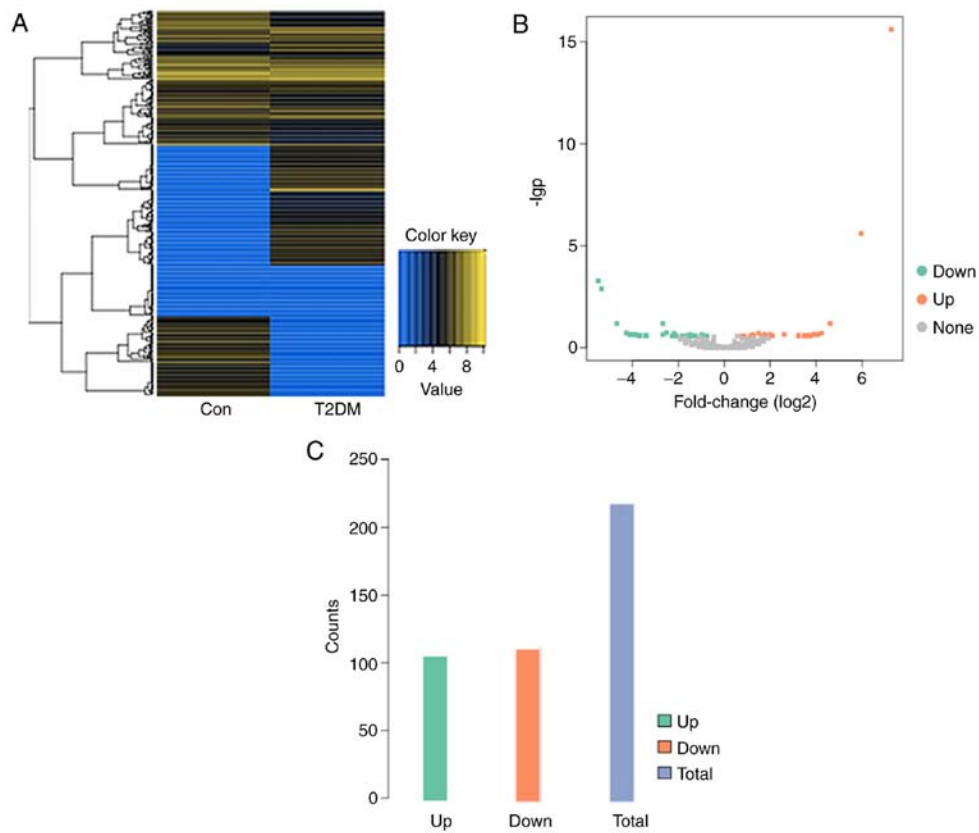 A
Con T2DM
Color key
0 4 8
Value
B
15
10
5
0
-lgp
−4 −2 0 2 4 6
Fold-change (log2)
Down
Up
None
C
250
200
150
100
50
0
Counts
Up Down Total
Up
Down
Total